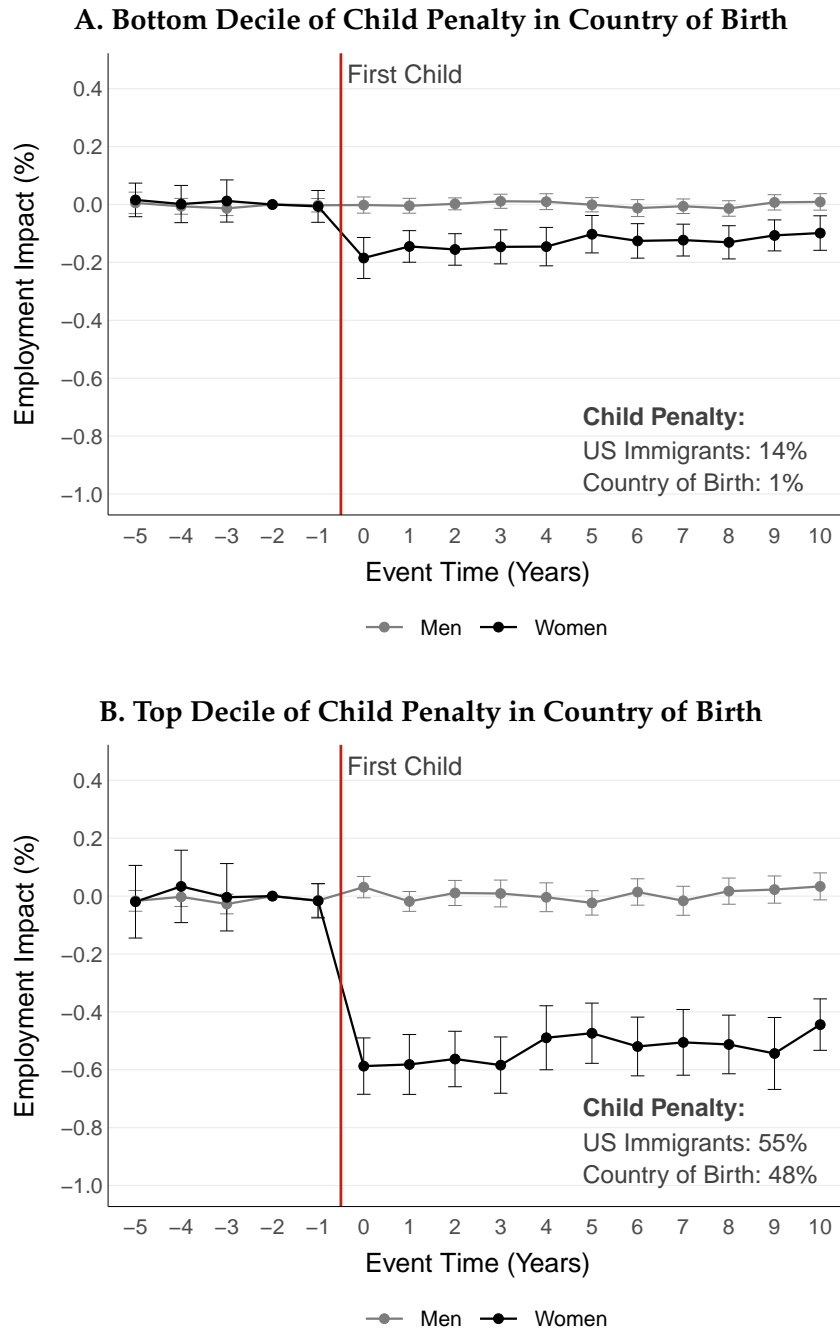 A. Bottom Decile of Child Penalty in Country of Birth
First Child
Employment Impact (%)
0.4
0.2
0.0
−0.2
−0.4
−0.6
−0.8
−1.0
Child Penalty:
US Immigrants: 14%
Country of Birth: 1%
−5 −4 −3 −2 −1 0 1 2 3 4 5 6 7 8 9 10
Event Time (Years)
Men Women
B. Top Decile of Child Penalty in Country of Birth
First Child
Employment Impact (%)
0.4
0.2
0.0
−0.2
−0.4
−0.6
−0.8
−1.0
Child Penalty:
US Immigrants: 55%
Country of Birth: 48%
−5 −4 −3 −2 −1 0 1 2 3 4 5 6 7 8 9 10
Event Time (Years)
Men Women